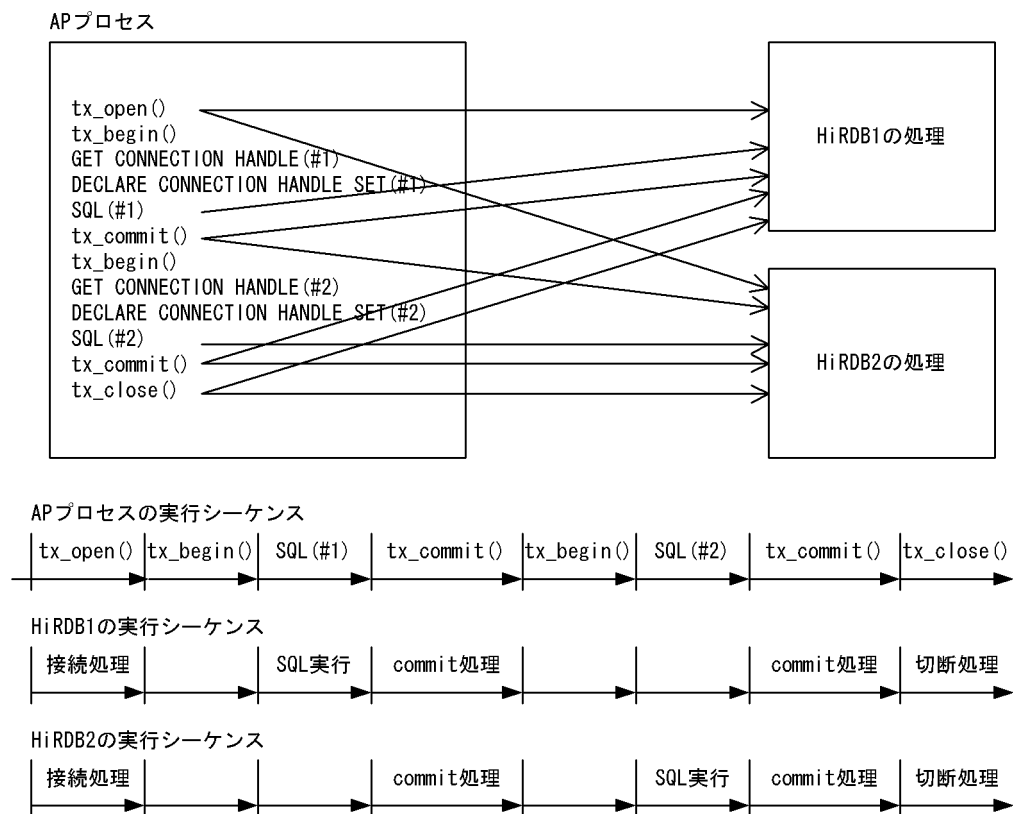 APプロセス
tx_open()
tx_begin()
GET CONNECTION HANDLE(#1)
DECLARE CONNECTION HANDLE SET(#1)
SQL(#1)
tx_commit()
tx_begin()
GET CONNECTION HANDLE(#2)
DECLARE CONNECTION HANDLE SET(#2)
SQL(#2)
tx_commit()
tx_close()
HiRDB1の処理
HiRDB2の処理
APプロセスの実行シーケンス
tx_open() tx_begin() SQL(#1) tx_commit() tx_begin() SQL(#2) tx_commit() tx_close()
HiRDB1の実行シーケンス
接続処理 SQL実行 commit処理 commit処理 切断処理
HiRDB2の実行シーケンス
接続処理 commit処理 SQL実行 commit処理 切断処理